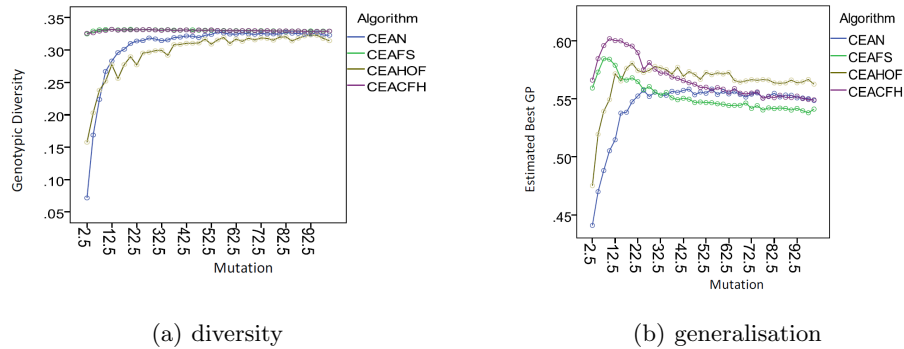 Genotypic Diversity
.35
.30
.25
.20
.15
.10
.05
2.5
12.5
22.5
32.5
42.5
52.5
62.5
72.5
82.5
92.5
Mutation
Algorithm
CEAN
CEAFS
CEAHOF
CEACFH
(a) diversity
Estimated Best GP
.60
.55
.50
.45
2.5
12.5
22.5
32.5
42.5
52.5
62.5
72.5
82.5
92.5
Mutation
Algorithm
CEAN
CEAFS
CEAHOF
CEACFH
(b) generalisation